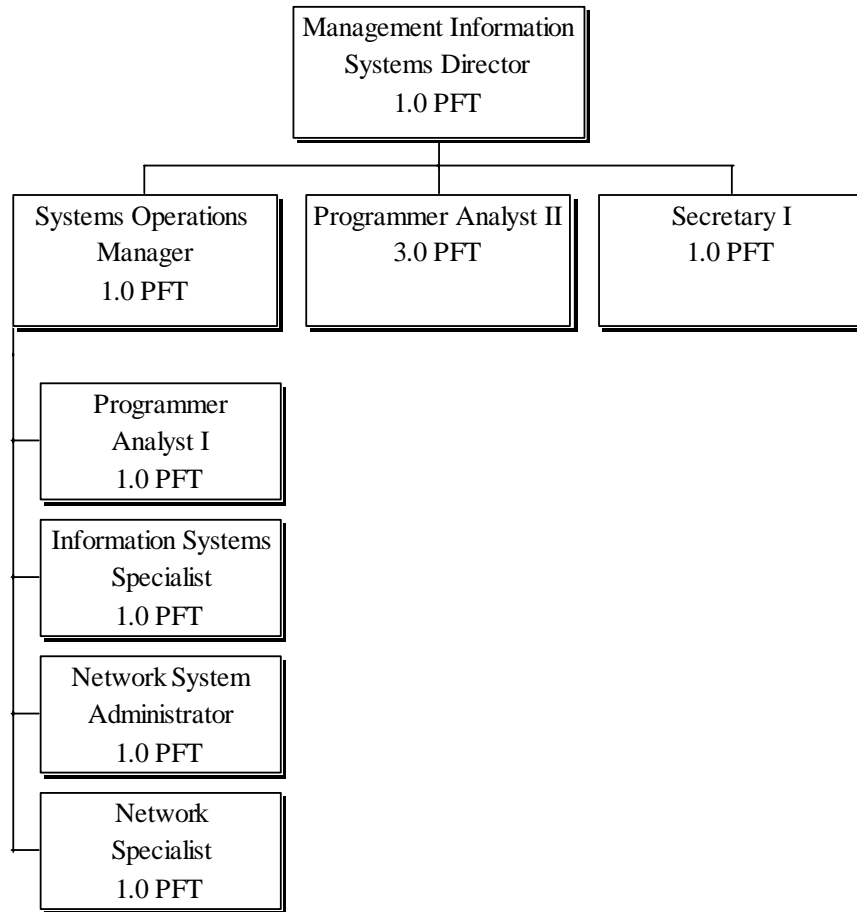 Management Information
Systems Director
1.0 PFT
Systems Operations
Manager
1.0 PFT
Programmer Analyst II
3.0 PFT
Secretary I
1.0 PFT
Programmer
Analyst I
1.0 PFT
Information Systems
Specialist
1.0 PFT
Network System
Administrator
1.0 PFT
Network
Specialist
1.0 PFT